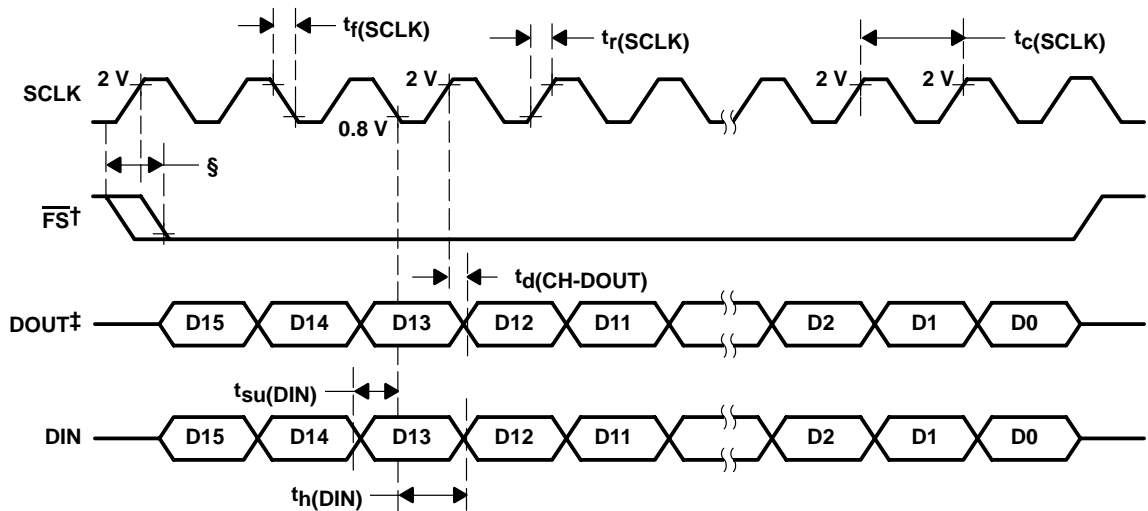 tf(SCLK)
tr(SCLK)
tc(SCLK)
SCLK
2 V
2 V
2 V
2 V
0.8 V
§
FS†
td(CH-DOUT)
DOUT‡
D15 D14 D13 D12 D11 D2 D1 D0
tsu(DIN)
DIN
D15 D14 D13 D12 D11 D2 D1 D0
th(DIN)